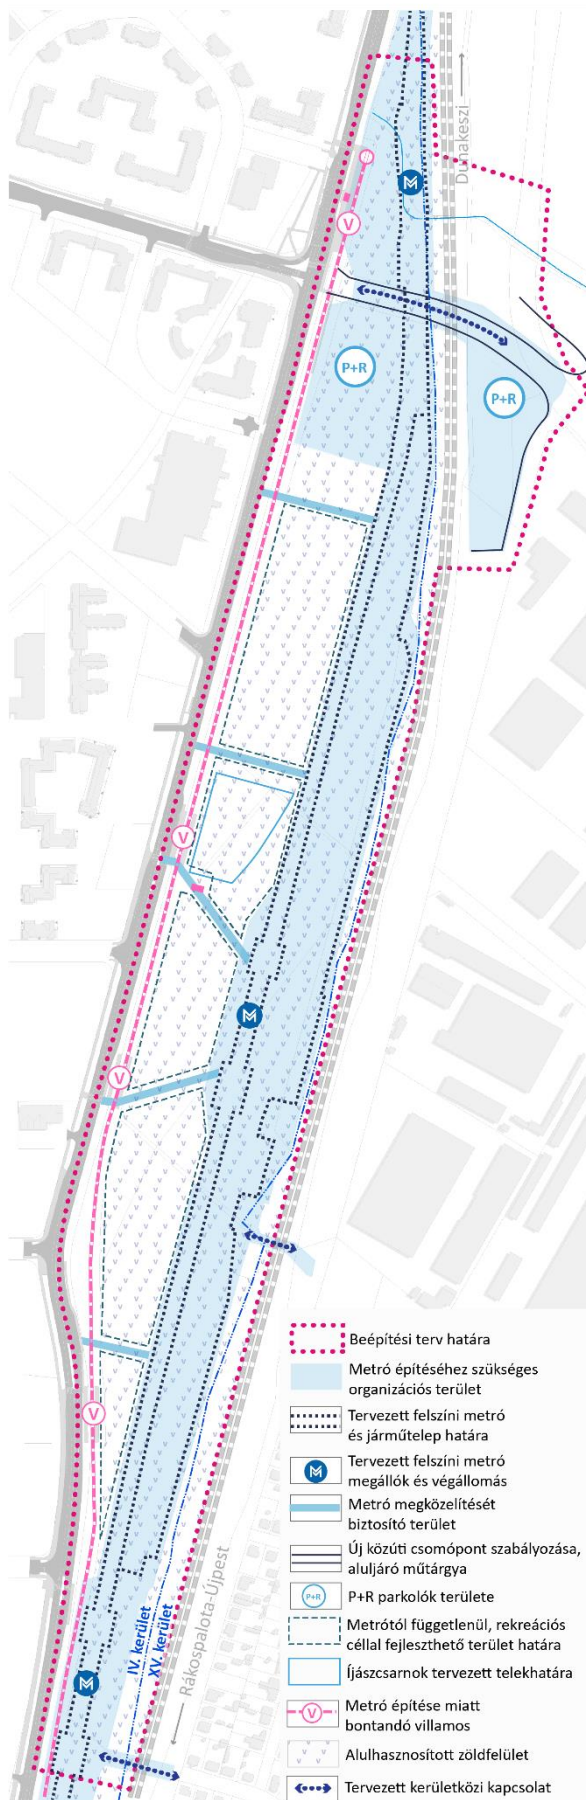 Dunakeszi
M
V
P+R
P+R
V
M
V
V
IV. kerület
XV. kerület
Rákospalota-Újpest
M
Beépítési terv határa
Metró építéséhez szükséges
organizációs terület
Tervezett felszíni metró
és járműtelep határa
M
Tervezett felszíni metró
megállók és végállomás
Metró megközelítését
biztosító terület
Új közúti csomópont szabályozása,
aluljáró műtárgya
P+R
P+R parkolók területe
Metrótól függetlenül, rekreációs
céllal fejleszthető terület határa
Íjászcsarnok tervezett telekhatára
V
Metró építése miatt
bontandó villamos
Alulhasznosított zöldfelület
Tervezett kerületközi kapcsolat